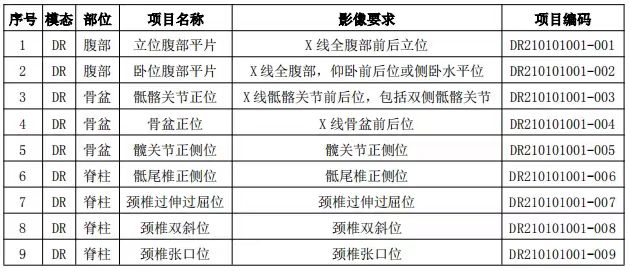 序号 模态 部位 项目名称 影像要求 项目编码
1 DR 腹部 立位腹部平片 X 线全腹部前后立位 DR210101001-001
2 DR 腹部 卧位腹部平片 X 线全腹部，仰卧前后位或侧卧水平位 DR210101001-002
3 DR 骨盆 骶髂关节正位 X 线骶髂关节前后位，包括双侧骶髂关节 DR210101001-003
4 DR 骨盆 骨盆正位 X 线骨盆前后位 DR210101001-004
5 DR 骨盆 髋关节正侧位 髋关节正侧位 DR210101001-005
6 DR 脊柱 骶尾椎正侧位 骶尾椎正侧位 DR210101001-006
7 DR 脊柱 颈椎过伸过屈位 颈椎过伸过屈位 DR210101001-007
8 DR 脊柱 颈椎双斜位 颈椎双斜位 DR210101001-008
9 DR 脊柱 颈椎张口位 颈椎张口位 DR210101001-009